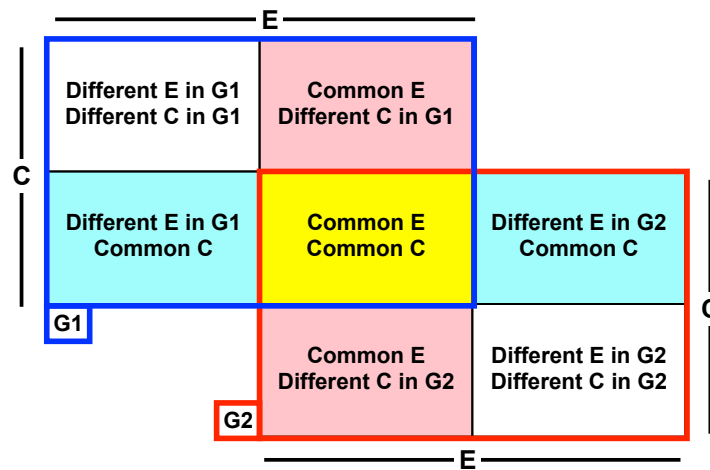 E
Different E in G1
Different C in G1
Common E
Different C in G1
C
Different E in G1
Common C
Common E
Common C
Different E in G2
Common C
G1
Common E
Different C in G2
Different E in G2
Different C in G2
G2
E